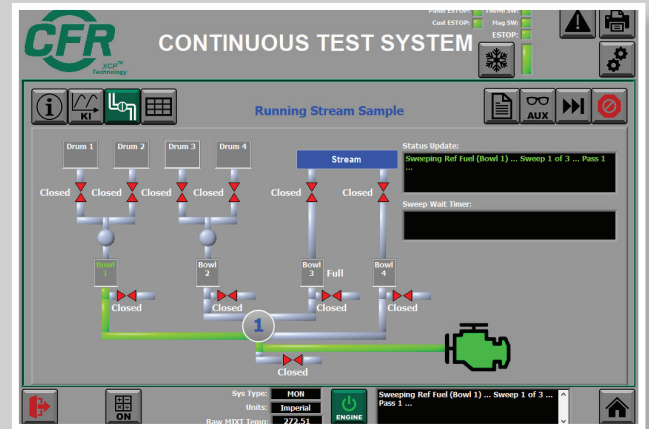 CFR
XCP™
Technology
CONTINUOUS TEST SYSTEM
Panel ESTOP:
Cust ESTOP:
Mag SW:
ESTOP:
KI
Running Stream Sample
AUX
Drum 1
Drum 2
Drum 3
Drum 4
Stream
Status Update:
Sweeping Ref Fuel (Bowl 1) ... Sweep 1 of 3 ... Pass 1
...
Closed
Closed
Closed
Closed
Closed
Closed
Sweep Wait Timer:
Bowl
1
Bowl
2
Bowl
3
Full
Bowl
4
Closed
Closed
Closed
Closed
1
Closed
ON
Sys Type:
MON
Units:
Imperial
Raw MIXT Temp:
272.51
ENGINE
Sweeping Ref Fuel (Bowl 1) ... Sweep 1 of 3 ...
Pass 1 ...